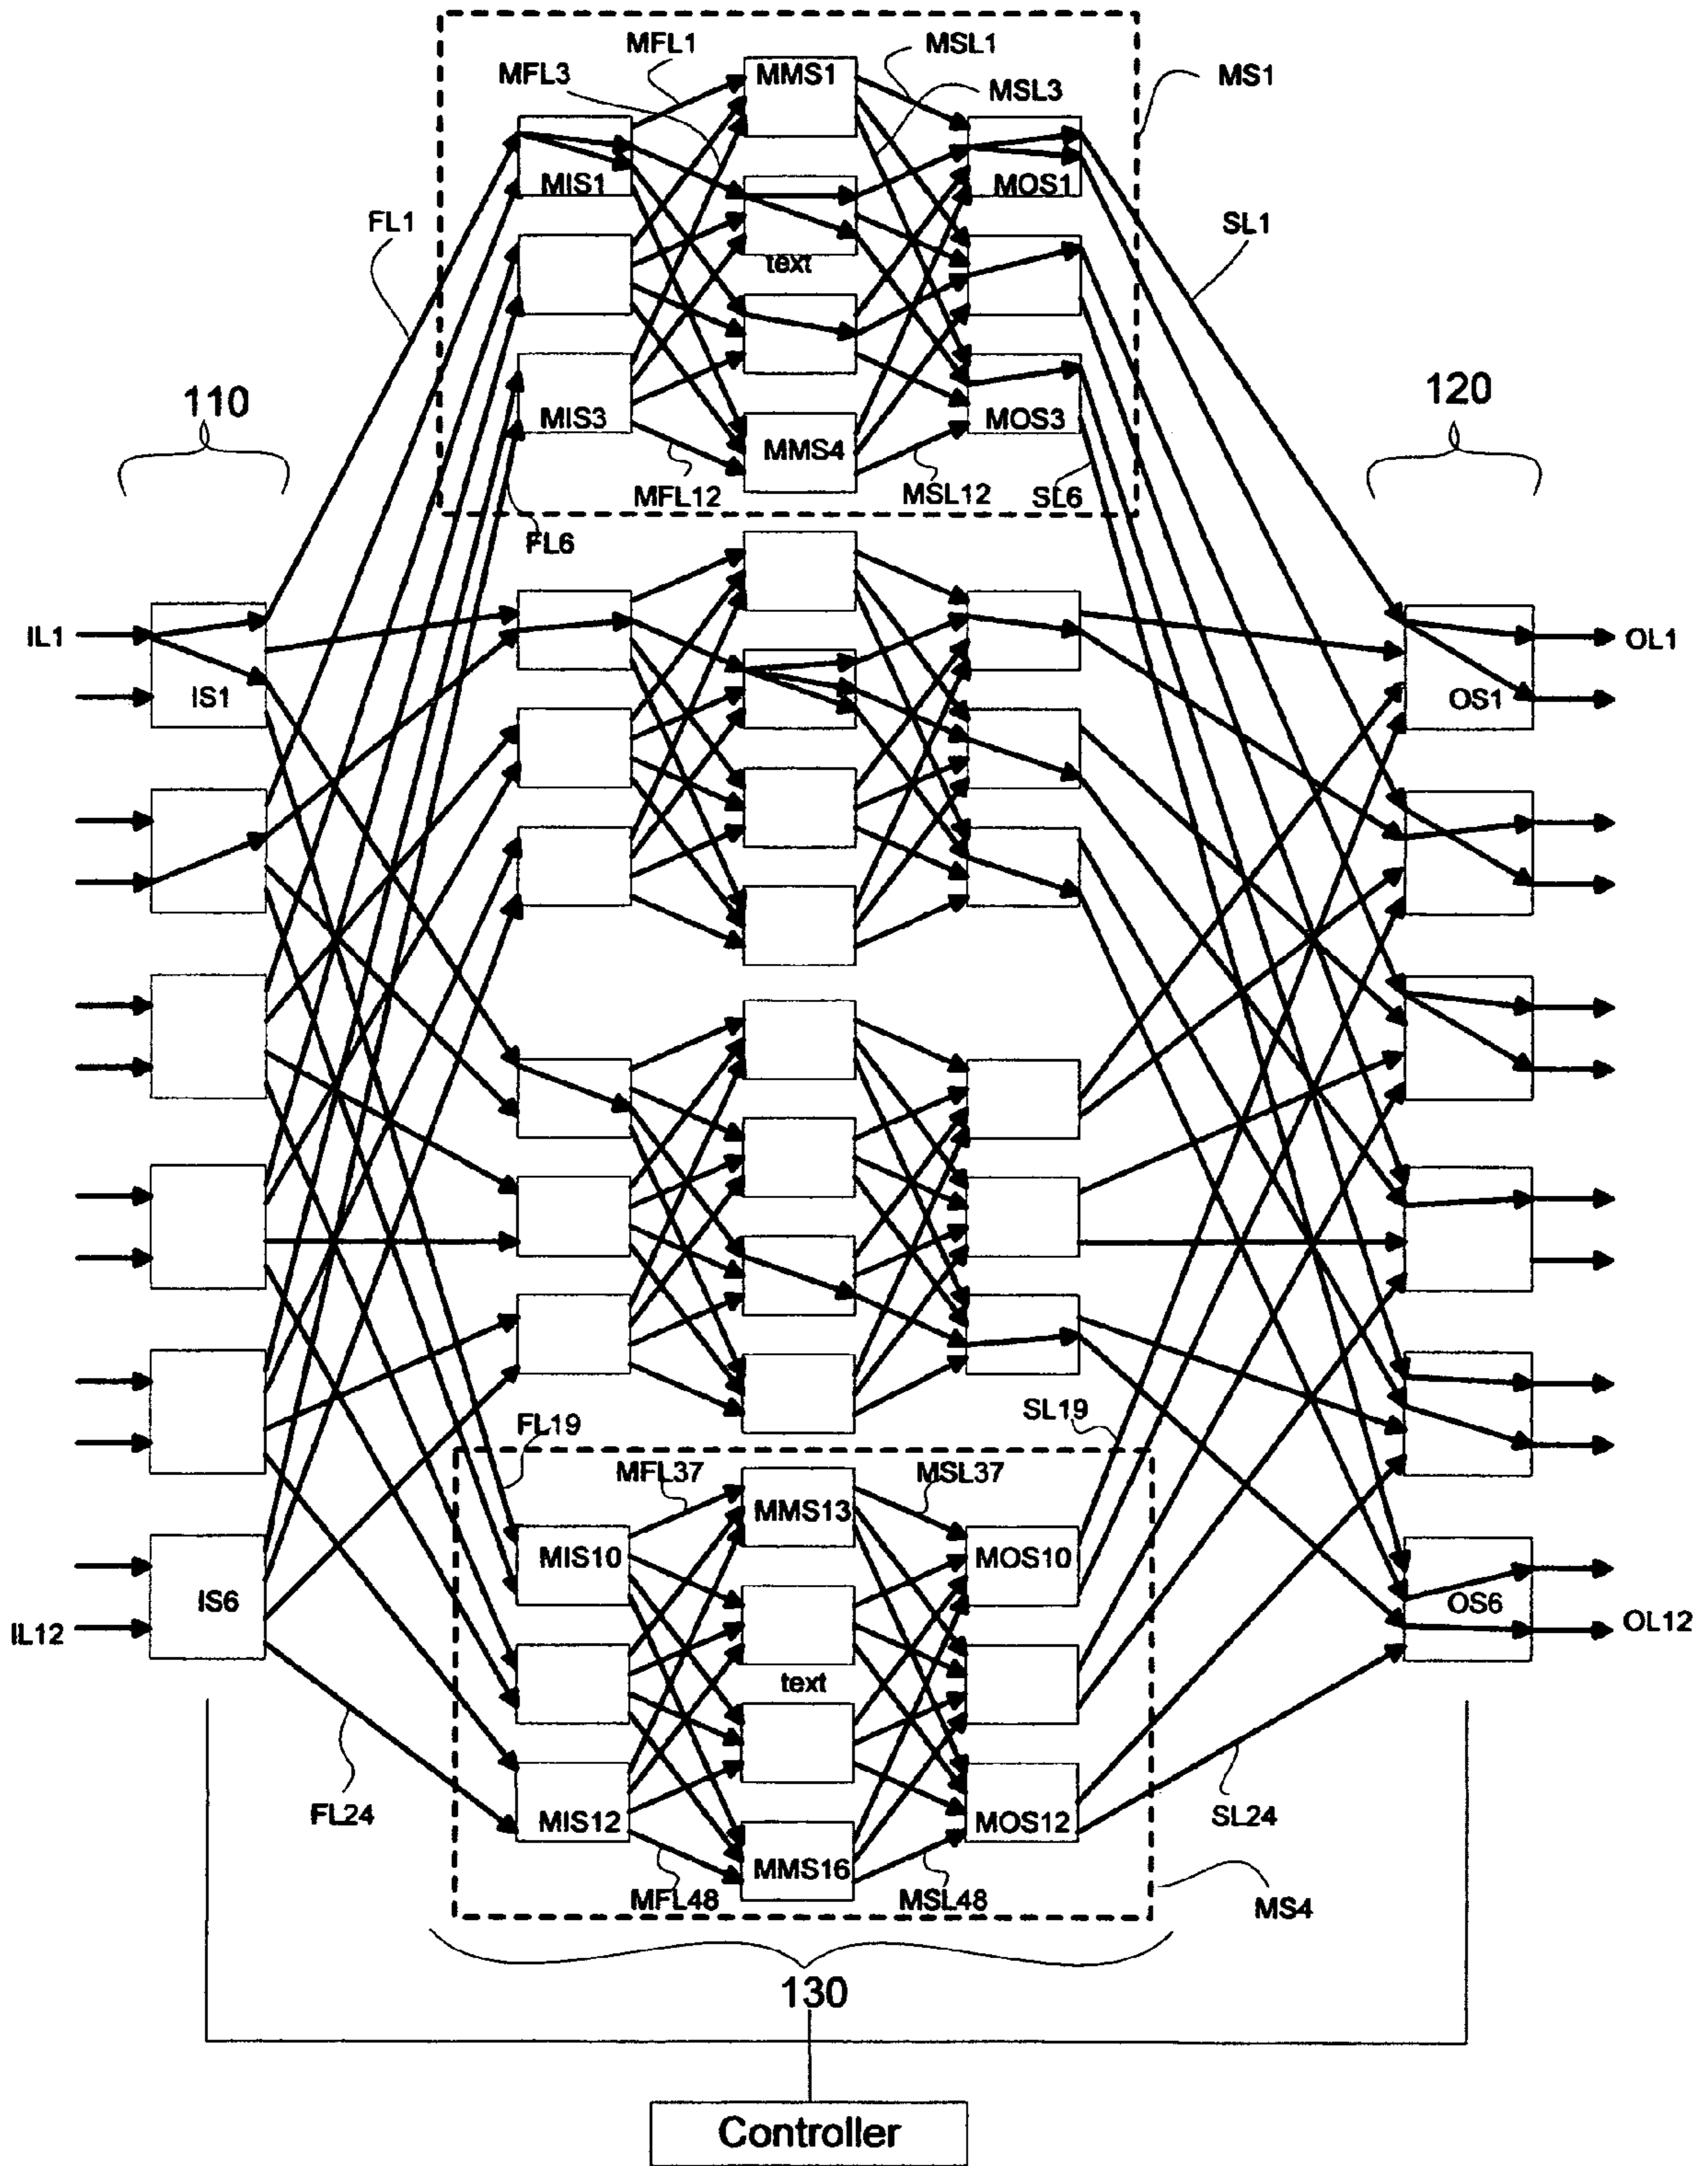 MFL1
MSL1
MFL3
MMS1
MSL3
MS1
MIS1
MOS1
FL1
SL1
text
110
120
MIS3
MMS4
MOS3
MFL12
MSL12
SL6
FL6
IL1
OL1
IS1
OS1
FL19
SL19
MFL37
MSL37
MMS13
MIS10
MOS10
IS6
OS6
IL12
OL12
text
FL24
MIS12
MOS12
SL24
MMS16
MFL48
MSL48
MS4
130
Controller